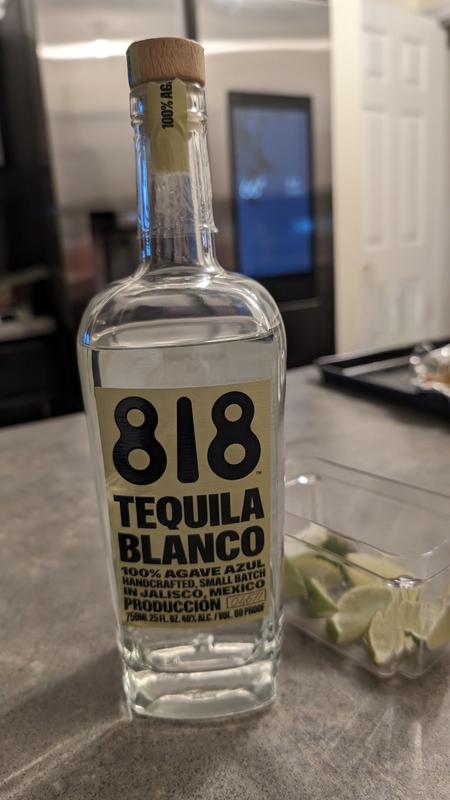 100% AG
818™
TEQUILA
BLANCO
100% AGAVE AZUL
HANDCRAFTED, SMALL BATCH
IN JALISCO, MEXICO
PRODUCCIÓN
750ML 25 FL. OZ. 40% ALC. / VOL. 80 PROOF